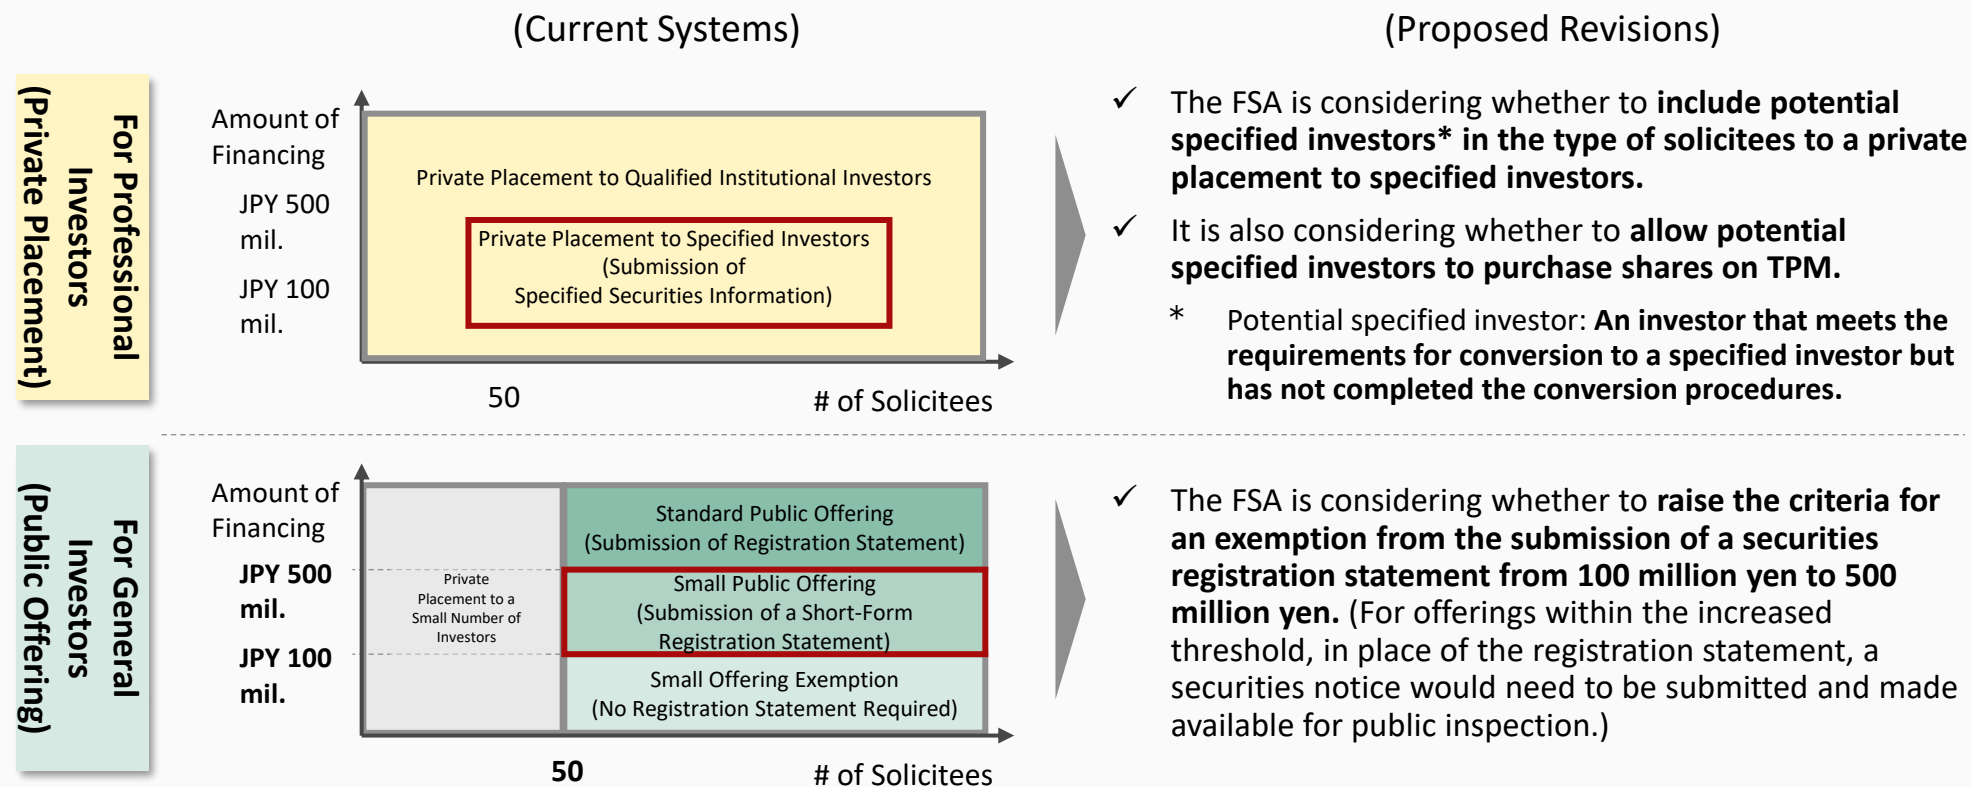 (Current Systems)
(Proposed Revisions)
For Professional
Investors
(Private Placement)
Amount of
Financing
JPY 500
mil.
JPY 100
mil.
Private Placement to Qualified Institutional Investors
Private Placement to Specified Investors
(Submission of
Specified Securities Information)
50
# of Solicitees
✓ The FSA is considering whether to include potential
specified investors* in the type of solicitees to a private
placement to specified investors.
✓ It is also considering whether to allow potential
specified investors to purchase shares on TPM.
* Potential specified investor: An investor that meets the
requirements for conversion to a specified investor but
has not completed the conversion procedures.
For General
Investors
(Public Offering)
Amount of
Financing
JPY 500
mil.
JPY 100
mil.
Private
Placement to a
Small Number of
Investors
Standard Public Offering
(Submission of Registration Statement)
Small Public Offering
(Submission of a Short-Form
Registration Statement)
Small Offering Exemption
(No Registration Statement Required)
50
# of Solicitees
✓ The FSA is considering whether to raise the criteria for
an exemption from the submission of a securities
registration statement from 100 million yen to 500
million yen. (For offerings within the increased
threshold, in place of the registration statement, a
securities notice would need to be submitted and made
available for public inspection.)